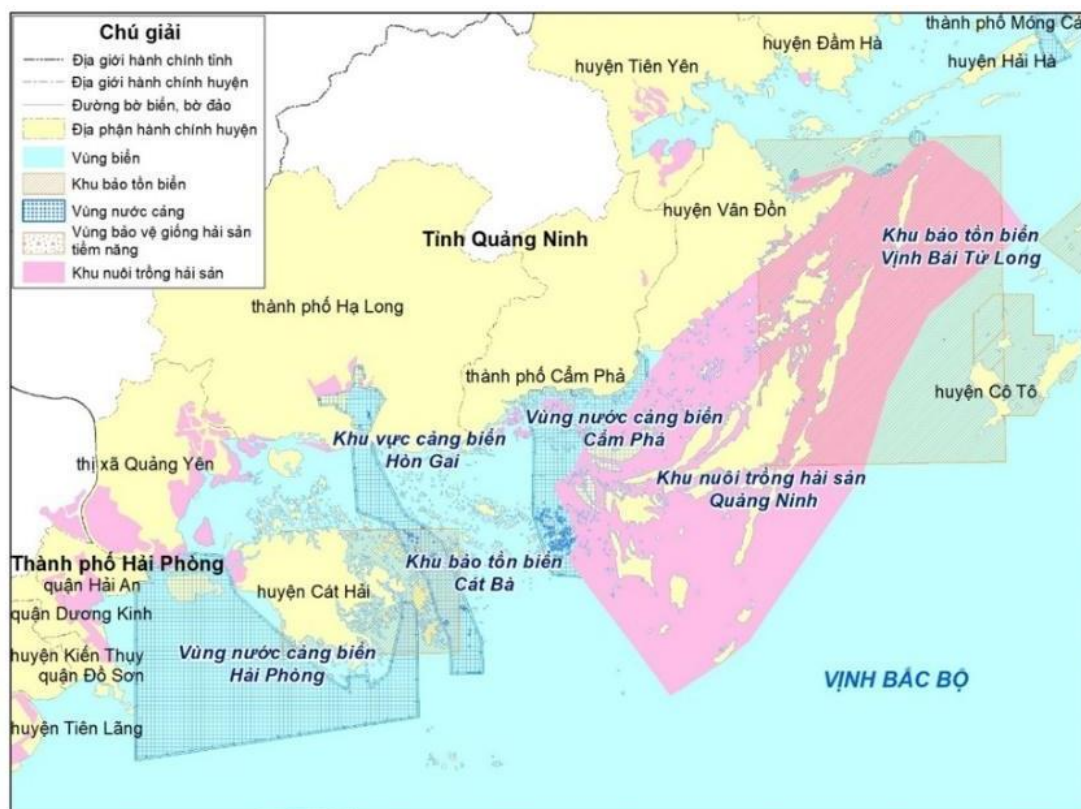 Chú giải
Địa giới hành chính tỉnh
Địa giới hành chính huyện
Đường bờ biển, bờ đảo
Địa phận hành chính huyện
Vùng biển
Khu bảo tồn biển
Vùng nước cảng
Vùng bảo vệ giống hải sản
tiềm năng
Khu nuôi trồng hải sản
thành phố Móng Cá
huyện Đầm Hà
huyện Hải Hà
huyện Tiên Yên
huyện Vân Đồn
Tỉnh Quảng Ninh
Khu bảo tồn biển
Vịnh Bái Tử Long
thành phố Hạ Long
thành phố Cẩm Phả
huyện Cô Tô
Vùng nước cảng biển
Cẩm Phả
Khu vực cảng biển
Hòn Gai
thị xã Quảng Yên
Khu nuôi trồng hải sản
Quảng Ninh
Thành phố Hải Phòng
Khu bảo tồn biển
Cát Bà
quận Hải An
huyện Cát Hải
quận Dương Kinh
huyện Kiến Thụy
Vùng nước cảng biển
Hải Phòng
quận Đồ Sơn
VỊNH BẮC BỘ
huyện Tiên Lãng